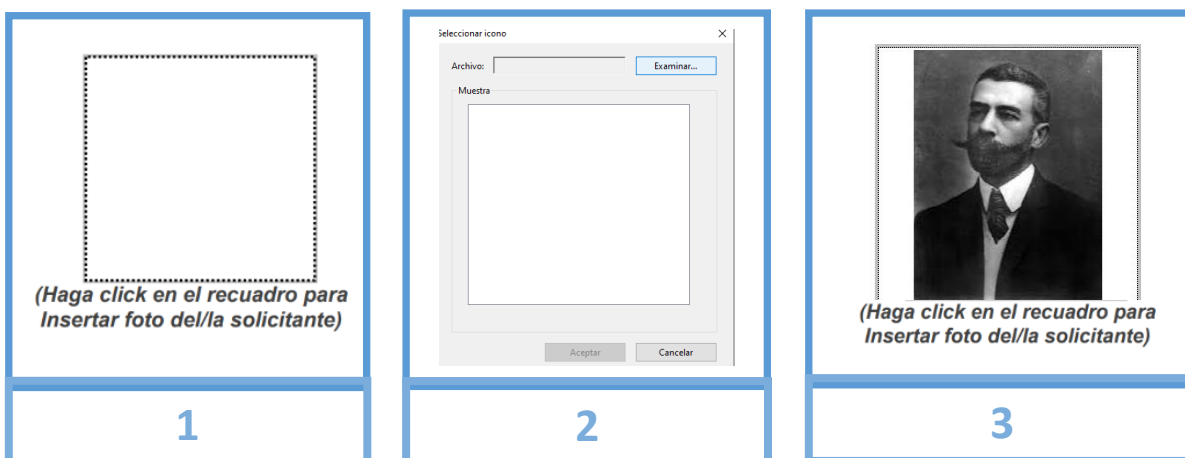 (Haga click en el recuadro para
Insertar foto del/la solicitante)
1
Seleccionar icono
Archivo:
Examinar...
Muestra
Aceptar
Cancelar
2
(Haga click en el recuadro para
Insertar foto del/la solicitante)
3